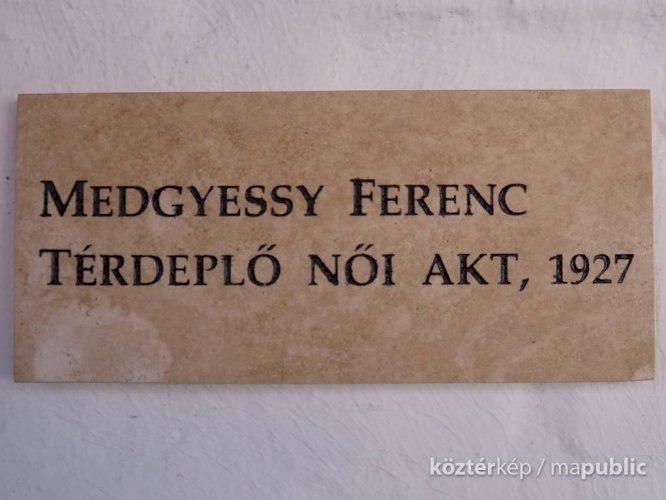 MEDGYESSY FERENC
TÉRDEPLŐ NŐI AKT, 1927
köztérkép / mapublic